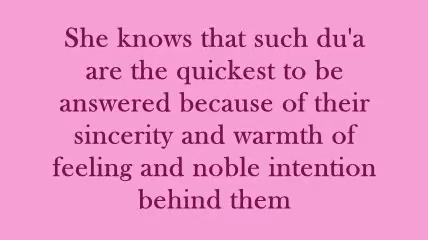 She knows that such du'a
are the quickest to be
answered because of their
sincerity and warmth of
feeling and noble intention
behind them